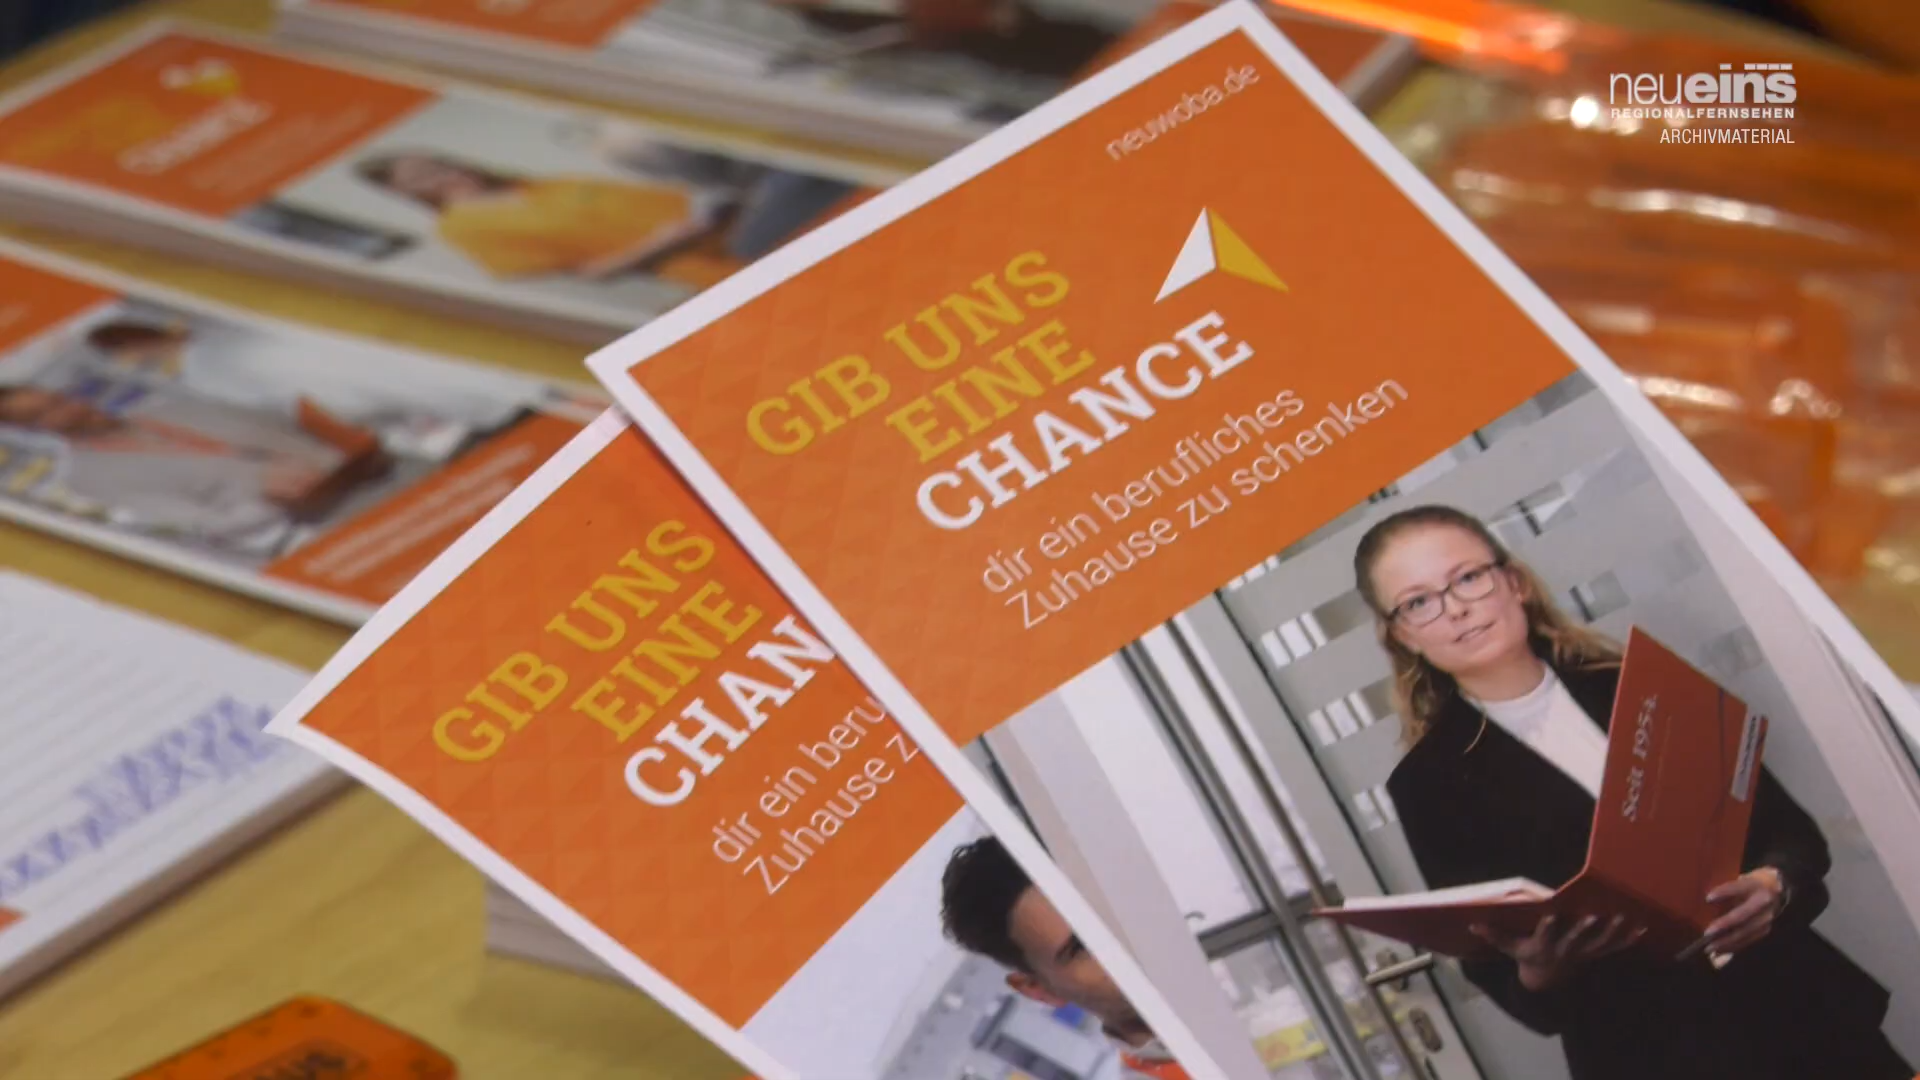 neueins
REGIONALFERNSEHEN
ARCHIVMATERIAL
neuwoba.de
GIB UNS
EINE
CHANCE
dir ein berufliches
Zuhause zu schenken
Seit 1954.
GIB UNS
EINE
CHAN
dir ein beru
Zuhause z
CHANCE